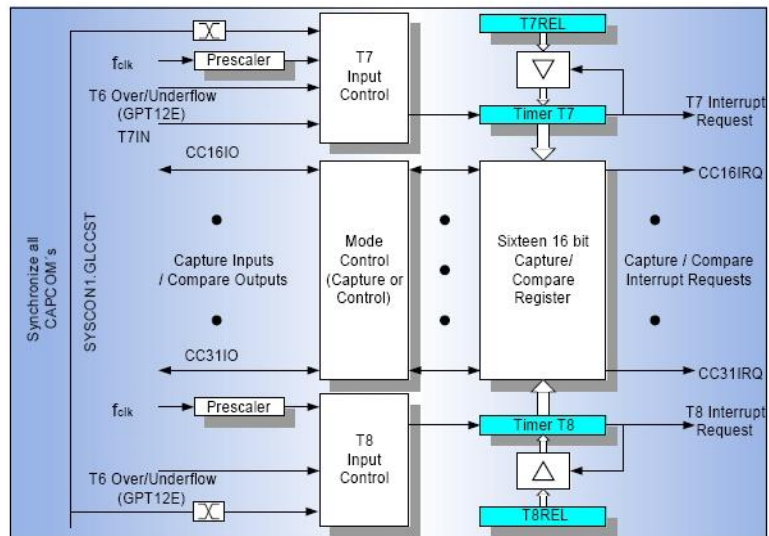 T7REL
fclk
Prescaler
T7
Input
Control
T6 Over/Underflow
(GPT12E)
T7IN
Timer T7
T7 Interrupt
Request
CC16IO
CC16IRQ
Synchronize all
CAPCOM´s
SYSCON1.GLCCST
Capture Inputs
/ Compare Outputs
Mode
Control
(Capture or
Control)
Sixteen 16 bit
Capture/
Compare
Register
Capture / Compare
Interrupt Requests
CC31IO
CC31IRQ
fclk
Prescaler
T8
Input
Control
Timer T8
T8 Interrupt
Request
T6 Over/Underflow
(GPT12E)
T8REL